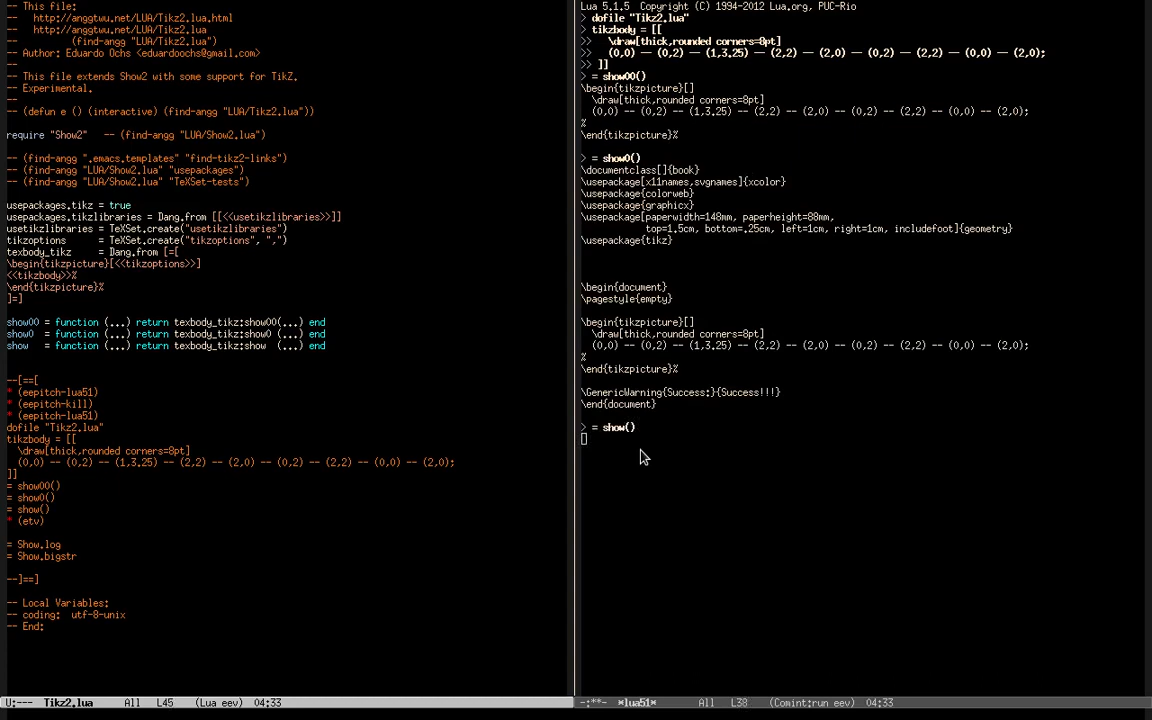 -- This file:
--   http://anggtwu.net/LUA/Tikz2.lua.html
--   http://anggtwu.net/LUA/Tikz2.lua
--          (find-angg "LUA/Tikz2.lua")
-- Author: Eduardo Ochs <eduardoochs@gmail.com>
--
-- This file extends Show2 with some support for TikZ.
-- Experimental.
--
-- (defun e () (interactive) (find-angg "LUA/Tikz2.lua"))

require "Show2"   -- (find-angg "LUA/Show2.lua")

-- (find-angg ".emacs.templates" "find-tikz2-links")
-- (find-angg "LUA/Show2.lua" "usepackages")
-- (find-angg "LUA/Show2.lua" "TeXSet-tests")

usepackages.tikz = true
usepackages.tikzlibraries = Dang.from [[<<usetikzlibraries>>]]
usetikzlibraries = TeXSet.create("usetikzlibraries")
tikzoptions      = TeXSet.create("tikzoptions", ",")
texbody_tikz     = Dang.from [=[
\begin{tikzpicture}[<<tikzoptions>>]
<<tikzbody>>%
\end{tikzpicture}%
]=]

show00 = function (...) return texbody_tikz:show00(...) end
show0  = function (...) return texbody_tikz:show0 (...) end
show   = function (...) return texbody_tikz:show  (...) end

--[==[
* (eepitch-lua51)
* (eepitch-kill)
* (eepitch-lua51)
dofile "Tikz2.lua"
tikzbody = [[
  \draw[thick,rounded corners=8pt]
  (0,0) -- (0,2) -- (1,3.25) -- (2,2) -- (2,0) -- (0,2) -- (2,2) -- (0,0) -- (2,0);
]]
= show00()
= show0()
= show()
* (etv)

= Show.log
= Show.bigstr

--]==]

-- Local Variables:
-- coding:  utf-8-unix
-- End:
U:---  Tikz2.lua      All   L45    (Lua eev)  04:33
Lua 5.1.5  Copyright (C) 1994-2012 Lua.org, PUC-Rio
> dofile "Tikz2.lua"
> tikzbody = [[
>>   \draw[thick,rounded corners=8pt]
>>   (0,0) -- (0,2) -- (1,3.25) -- (2,2) -- (2,0) -- (0,2) -- (2,2) -- (0,0) -- (2,0);
>> ]]
> = show00()
\begin{tikzpicture}[]
  \draw[thick,rounded corners=8pt]
  (0,0) -- (0,2) -- (1,3.25) -- (2,2) -- (2,0) -- (0,2) -- (2,2) -- (0,0) -- (2,0);
%
\end{tikzpicture}%

> = show0()
\documentclass[]{book}
\usepackage[x11names,svgnames]{xcolor}
\usepackage{colorweb}
\usepackage{graphicx}
\usepackage[paperwidth=148mm, paperheight=88mm,
            top=1.5cm, bottom=.25cm, left=1cm, right=1cm, includefoot]{geometry}
\usepackage{tikz}

\begin{document}
\pagestyle{empty}

\begin{tikzpicture}[]
  \draw[thick,rounded corners=8pt]
  (0,0) -- (0,2) -- (1,3.25) -- (2,2) -- (2,0) -- (0,2) -- (2,2) -- (0,0) -- (2,0);
%
\end{tikzpicture}%

\GenericWarning{Success:}{Success!!!}
\end{document}

> = show()
-:**-  *lua51*        All   L38    (Comint:run eev)  04:33